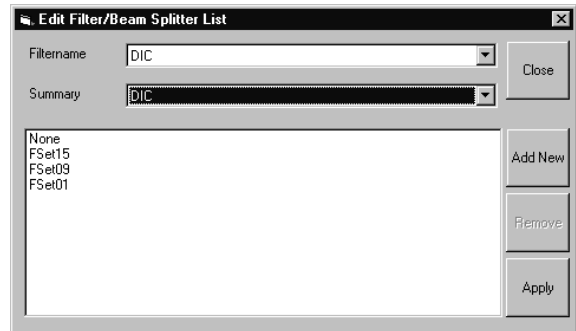 Edit Filter/Beam Splitter List
Filtername DIC
Close
Summary DIC
None
FSet15
FSet09
FSet01
Add New
Remove
Apply